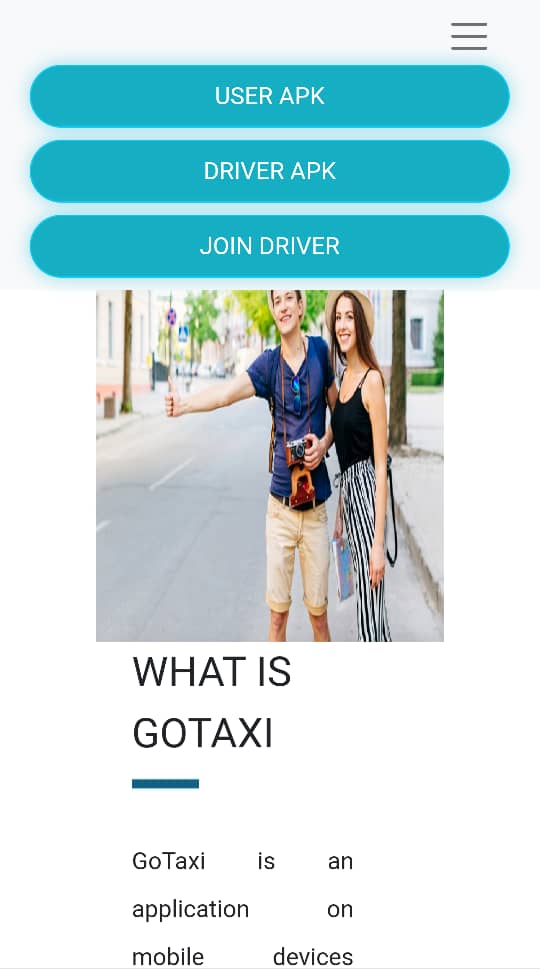 USER APK
DRIVER APK
JOIN DRIVER
WHAT IS
GOTAXI
GoTaxi is an
application on
mobile devices